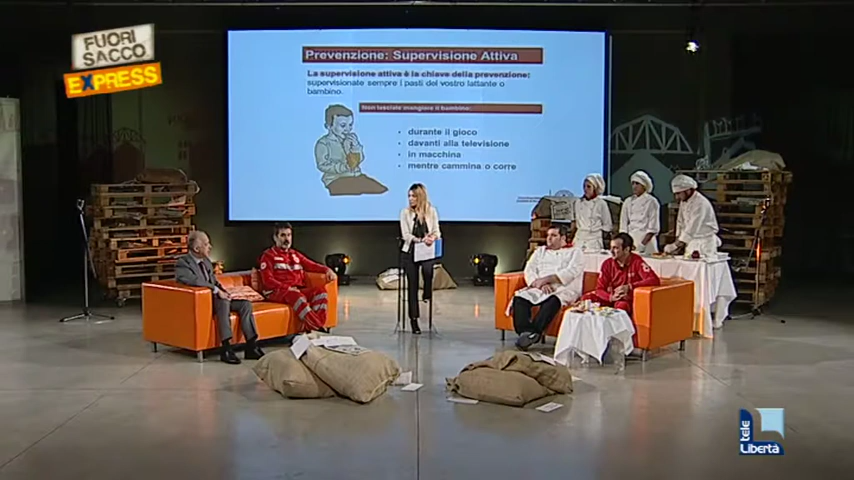 FUORI
SACCO
EXPRESS
Prevenzione: Supervisione Attiva
La supervisione attiva è la chiave della prevenzione:
supervisionate sempre i pasti del vostro lattante o
bambino.
Non lasciate mangiare il bambino:
• durante il gioco
• davanti alla televisione
• in macchina
• mentre cammina o corre
tele
Libertà